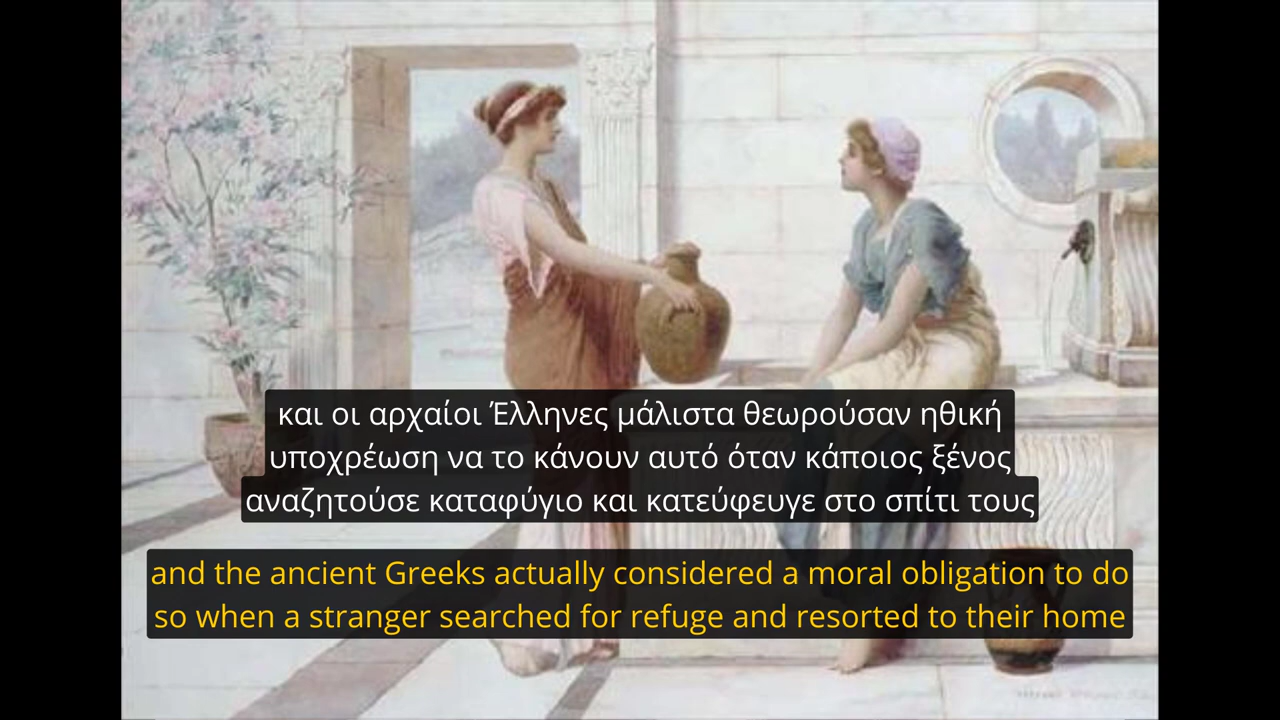 και οι αρχαίοι Έλληνες μάλιστα θεωρούσαν ηθική
υποχρέωση να το κάνουν αυτό όταν κάποιος ξένος
αναζητούσε καταφύγιο και κατεύφευγε στο σπίτι τους
and the ancient Greeks actually considered a moral obligation to do
so when a stranger searched for refuge and resorted to their home